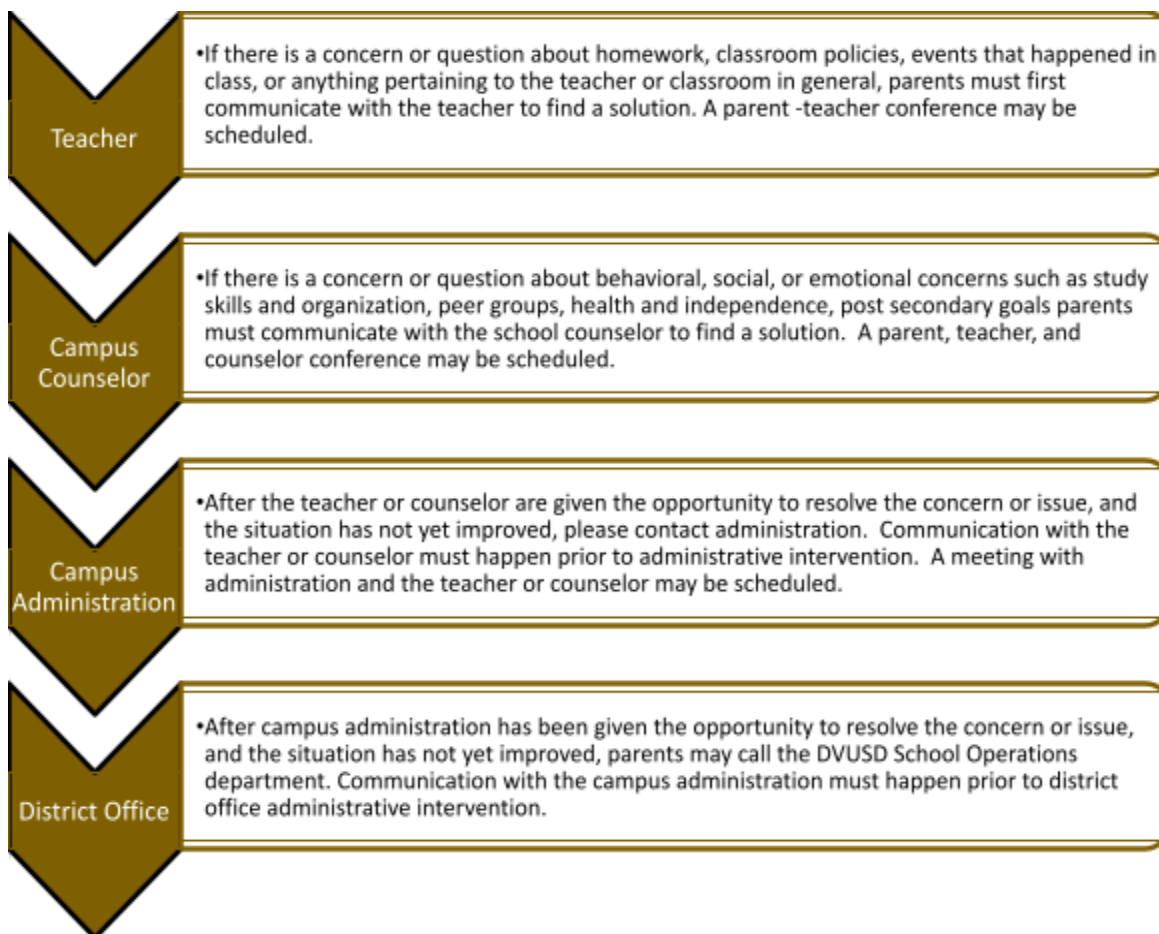 Teacher
•If there is a concern or question about homework, classroom policies, events that happened in
class, or anything pertaining to the teacher or classroom in general, parents must first
communicate with the teacher to find a solution. A parent -teacher conference may be
scheduled.
Campus
Counselor
•If there is a concern or question about behavioral, social, or emotional concerns such as study
skills and organization, peer groups, health and independence, post secondary goals parents
must communicate with the school counselor to find a solution.  A parent, teacher, and
counselor conference may be scheduled.
Campus
Administration
•After the teacher or counselor are given the opportunity to resolve the concern or issue, and
the situation has not yet improved, please contact administration.  Communication with the
teacher or counselor must happen prior to administrative intervention.  A meeting with
administration and the teacher or counselor may be scheduled.
District Office
•After campus administration has been given the opportunity to resolve the concern or issue,
and the situation has not yet improved, parents may call the DVUSD School Operations
department. Communication with the campus administration must happen prior to district
office administrative intervention.